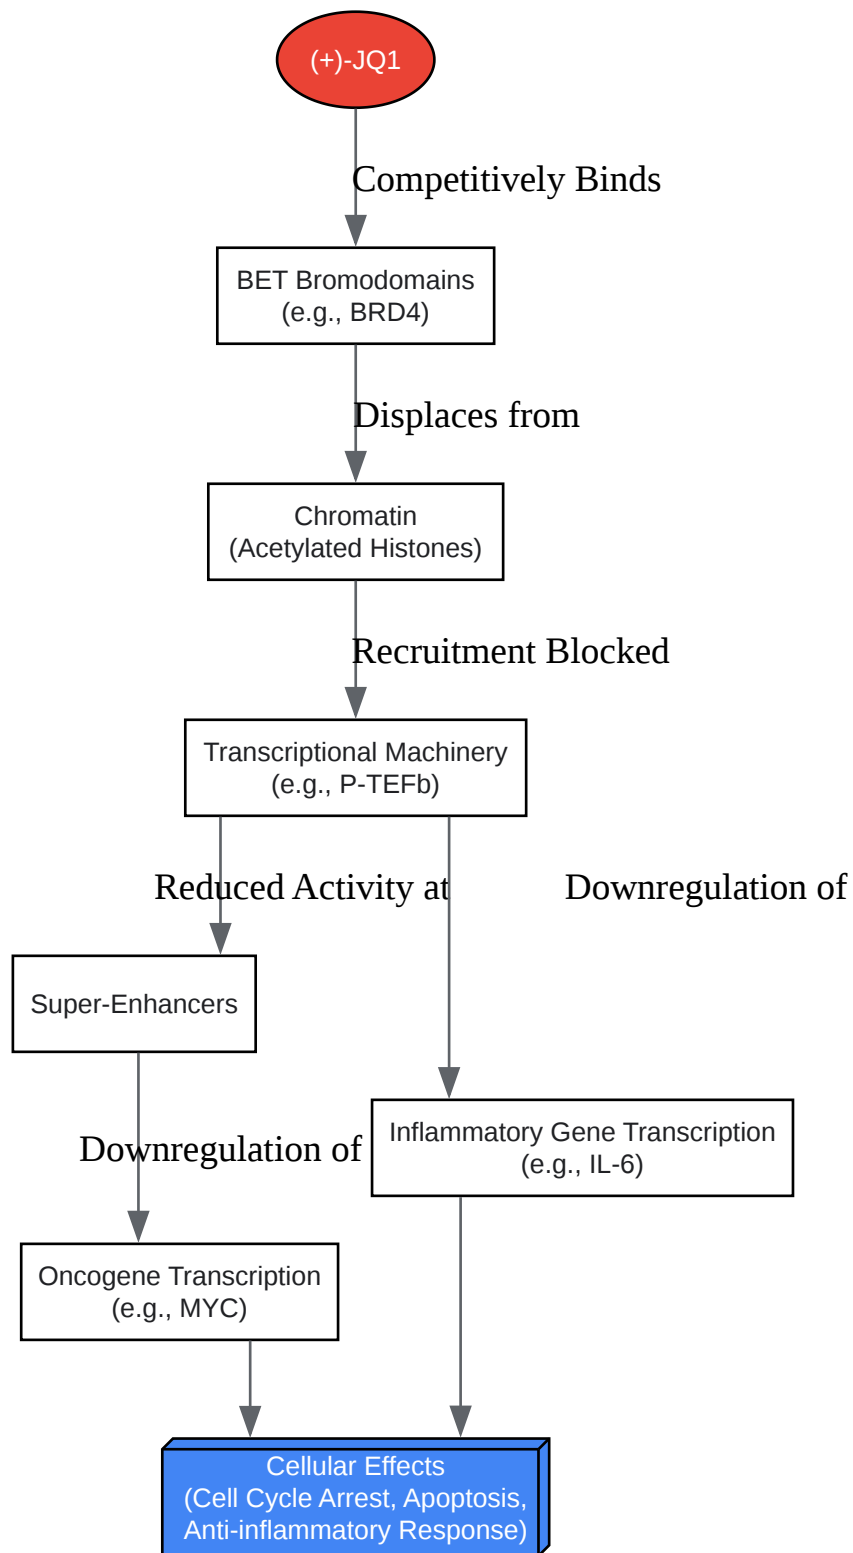 (+)-JQ1
Competitively Binds
BET Bromodomains
(e.g., BRD4)
Displaces from
Chromatin
(Acetylated Histones)
Recruitment Blocked
Transcriptional Machinery
(e.g., P-TEFb)
Reduced Activity at
Downregulation of
Super-Enhancers
Downregulation of
Inflammatory Gene Transcription
(e.g., IL-6)
Oncogene Transcription
(e.g., MYC)
Cellular Effects
(Cell Cycle Arrest, Apoptosis,
Anti-inflammatory Response)